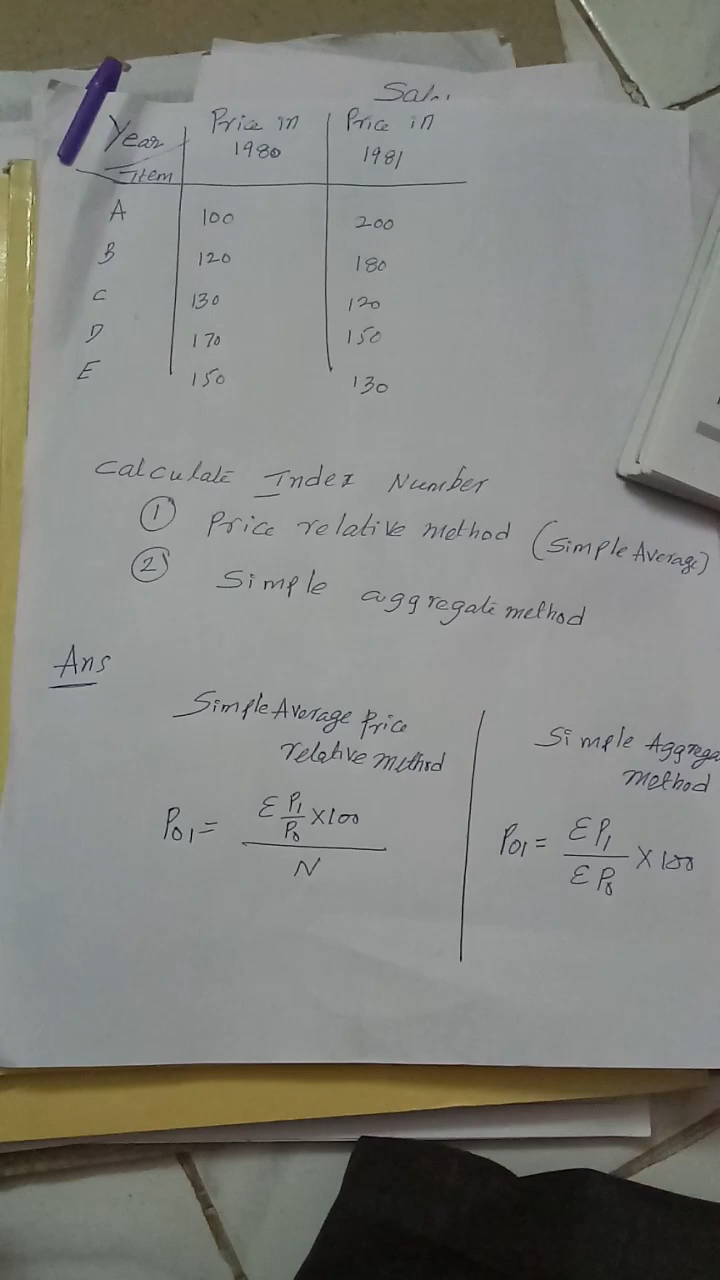 Year | Price in 1980 | Price in 1981
Item
A 100 200
B 120 180
C 130 120
D 170 150
E 150 130
Calculate Index Number
① Price relative method (Simple Average)
② Simple aggregate method
Ans
Simple Average Price
relative method
P01 = Σ P1/P0 X100 / N
Simple Aggrega
method
P01 = ΣP1 / ΣP0 X 100